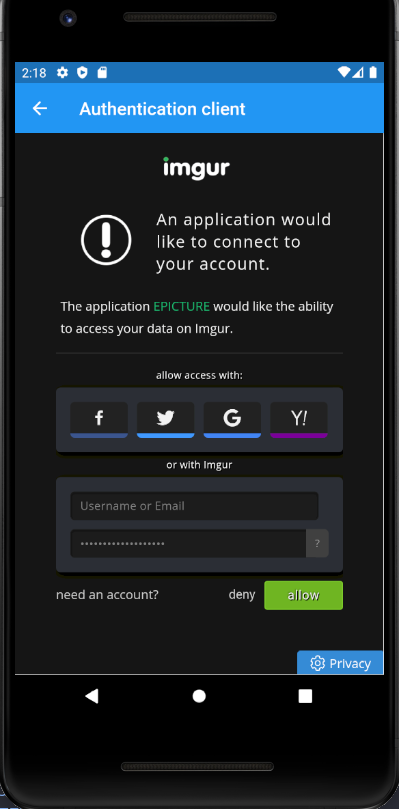 2:18
Authentication client
imgur
An application would
like to connect to
your account.
The application EPICTURE would like the ability
to access your data on Imgur.
allow access with:
f G Y!
or with Imgur
Username or Email
•••••••••••••••••••
?
need an account? deny allow
Privacy